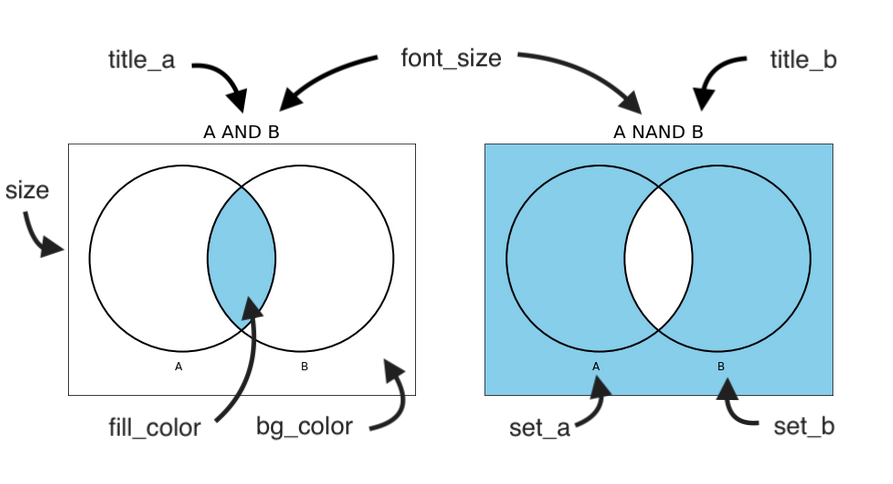 title_a
font_size
title_b
A AND B
A NAND B
size
A
B
A
B
fill_color
bg_color
set_a
set_b